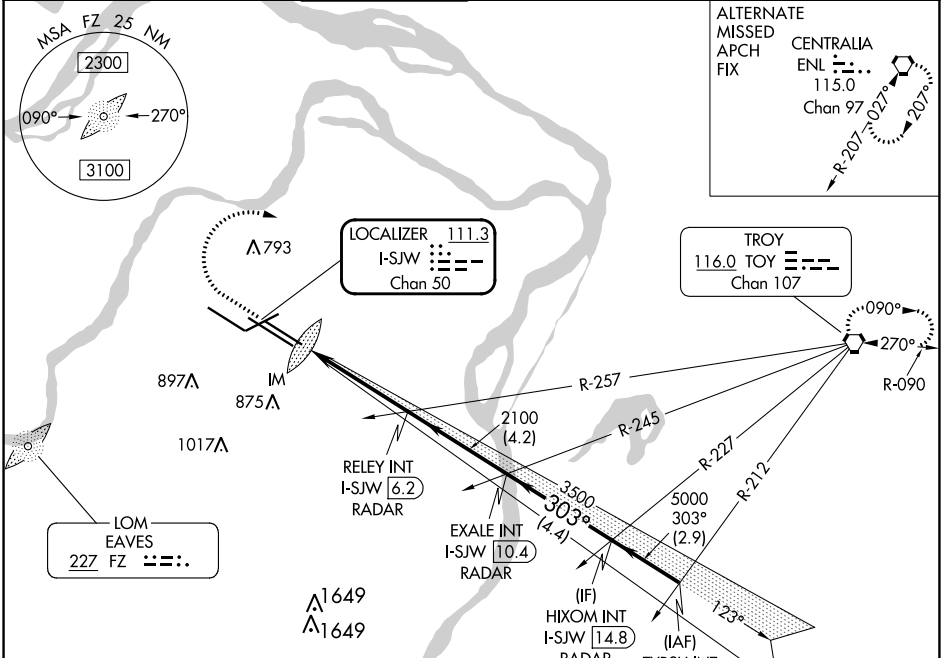 MSA FZ 25 NM
2300
090°
270°
3100
ALTERNATE
MISSED
APCH
FIX
CENTRALIA
ENL
115.0
Chan 97
R-207
027°
207°
793
LOCALIZER 111.3
I-SJW
Chan 50
TROY
116.0 TOY
Chan 107
090°
270°
R-090
897
IM
875
1017
R-257
2100
(4.2)
R-245
R-227
R-212
RELEY INT
I-SJW 6.2
RADAR
3500
303°
(4.4)
5000
303°
(2.9)
EXALE INT
I-SJW 10.4
RADAR
LOM
EAVES
227 FZ
1649
1649
(IF)
HIXOM INT
I-SJW 14.8
RADAR
(IAF)
INT
123°